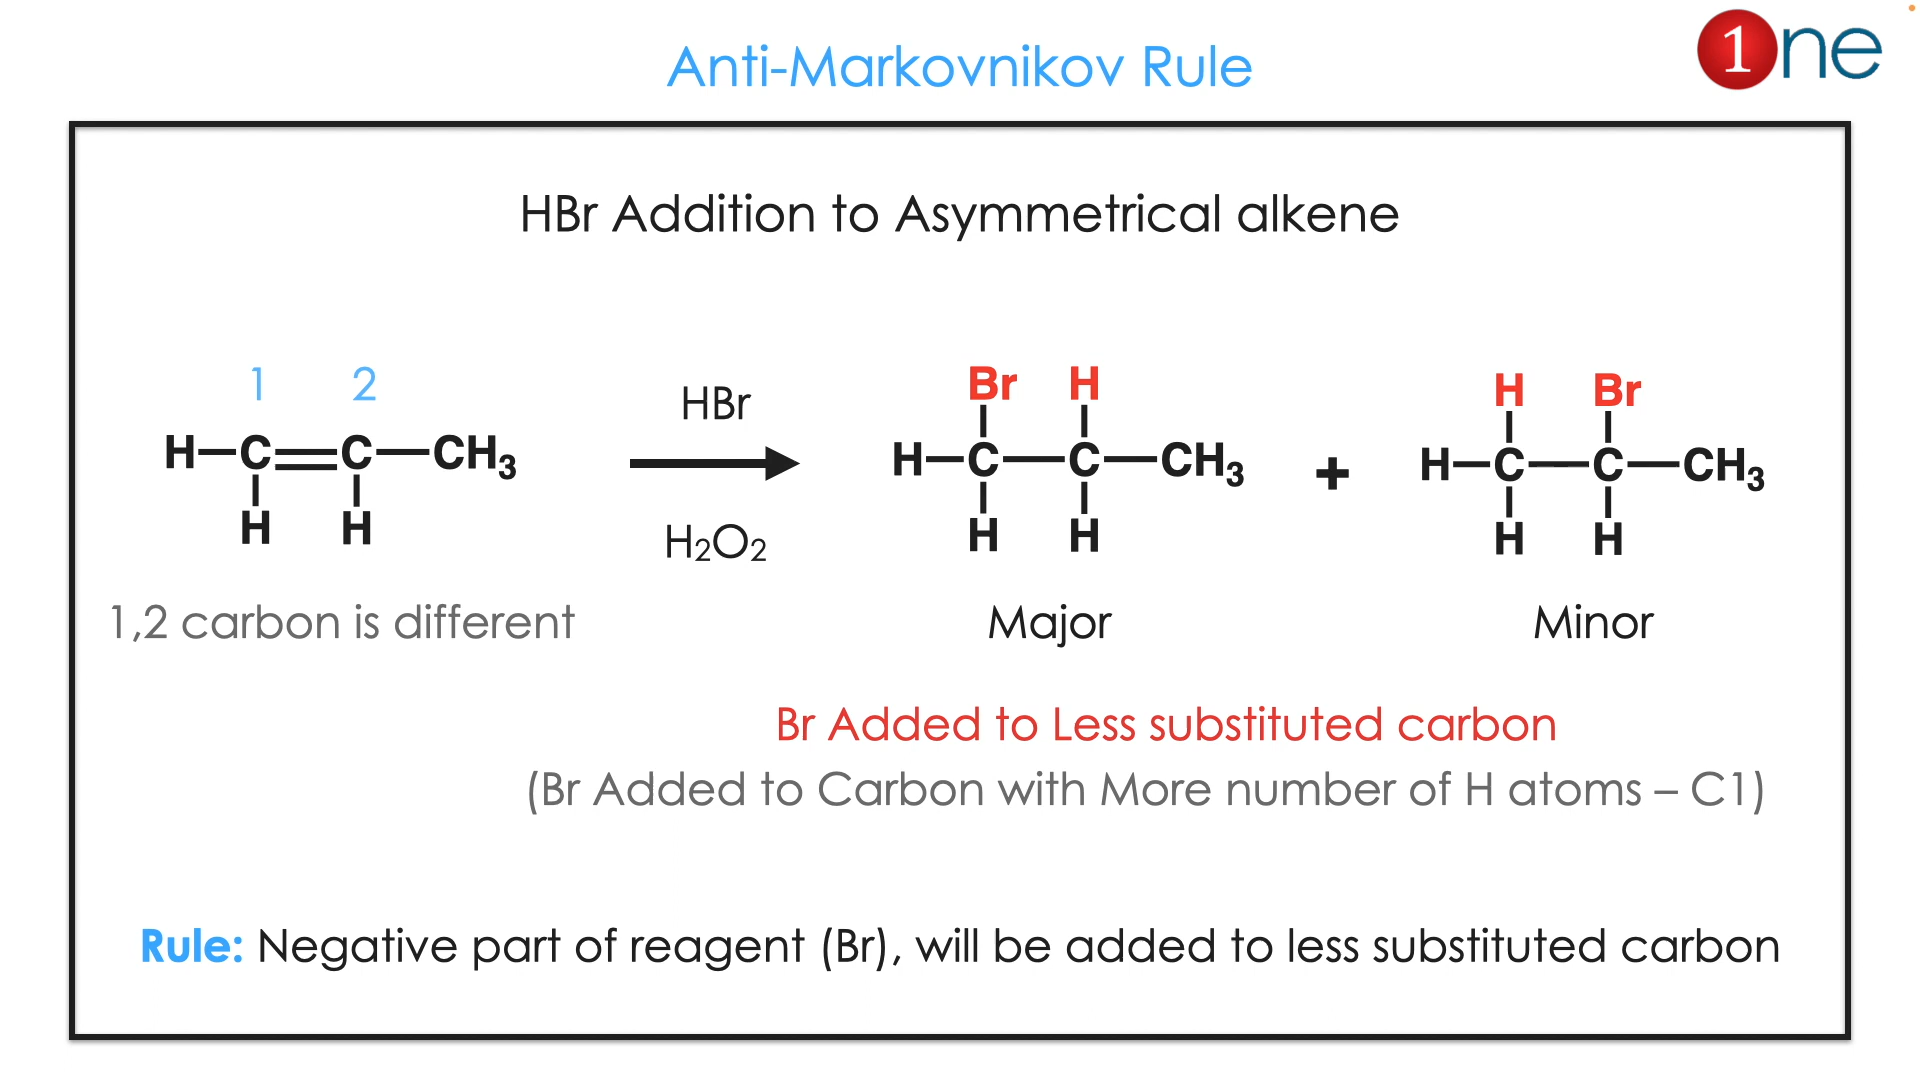 Anti-Markovnikov Rule
1ne
HBr Addition to Asymmetrical alkene
1 2
H C C CH₃
H H
HBr
H₂O₂
Br H
H C C CH₃
H H
+
H Br
H C C CH₃
H H
1,2 carbon is different
Major
Minor
Br Added to Less substituted carbon
(Br Added to Carbon with More number of H atoms – C1)
Rule: Negative part of reagent (Br), will be added to less substituted carbon